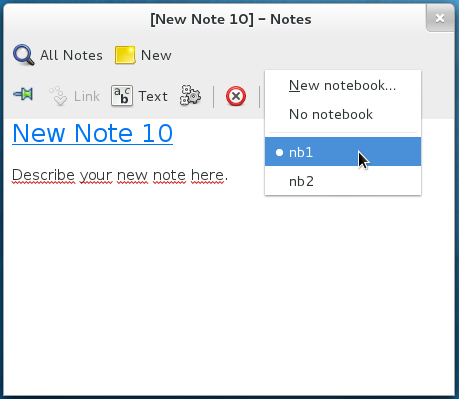 [New Note 10] – Notes
All Notes New
Link Text
New notebook...
No notebook
nb1
nb2
New Note 10
Describe your new note here.